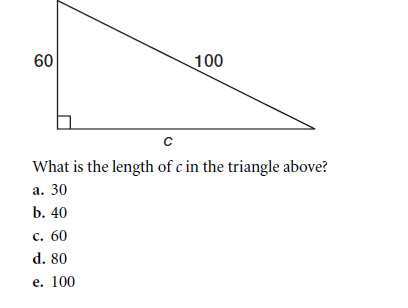 60
100
c
What is the length of c in the triangle above?
a. 30
b. 40
c. 60
d. 80
e. 100